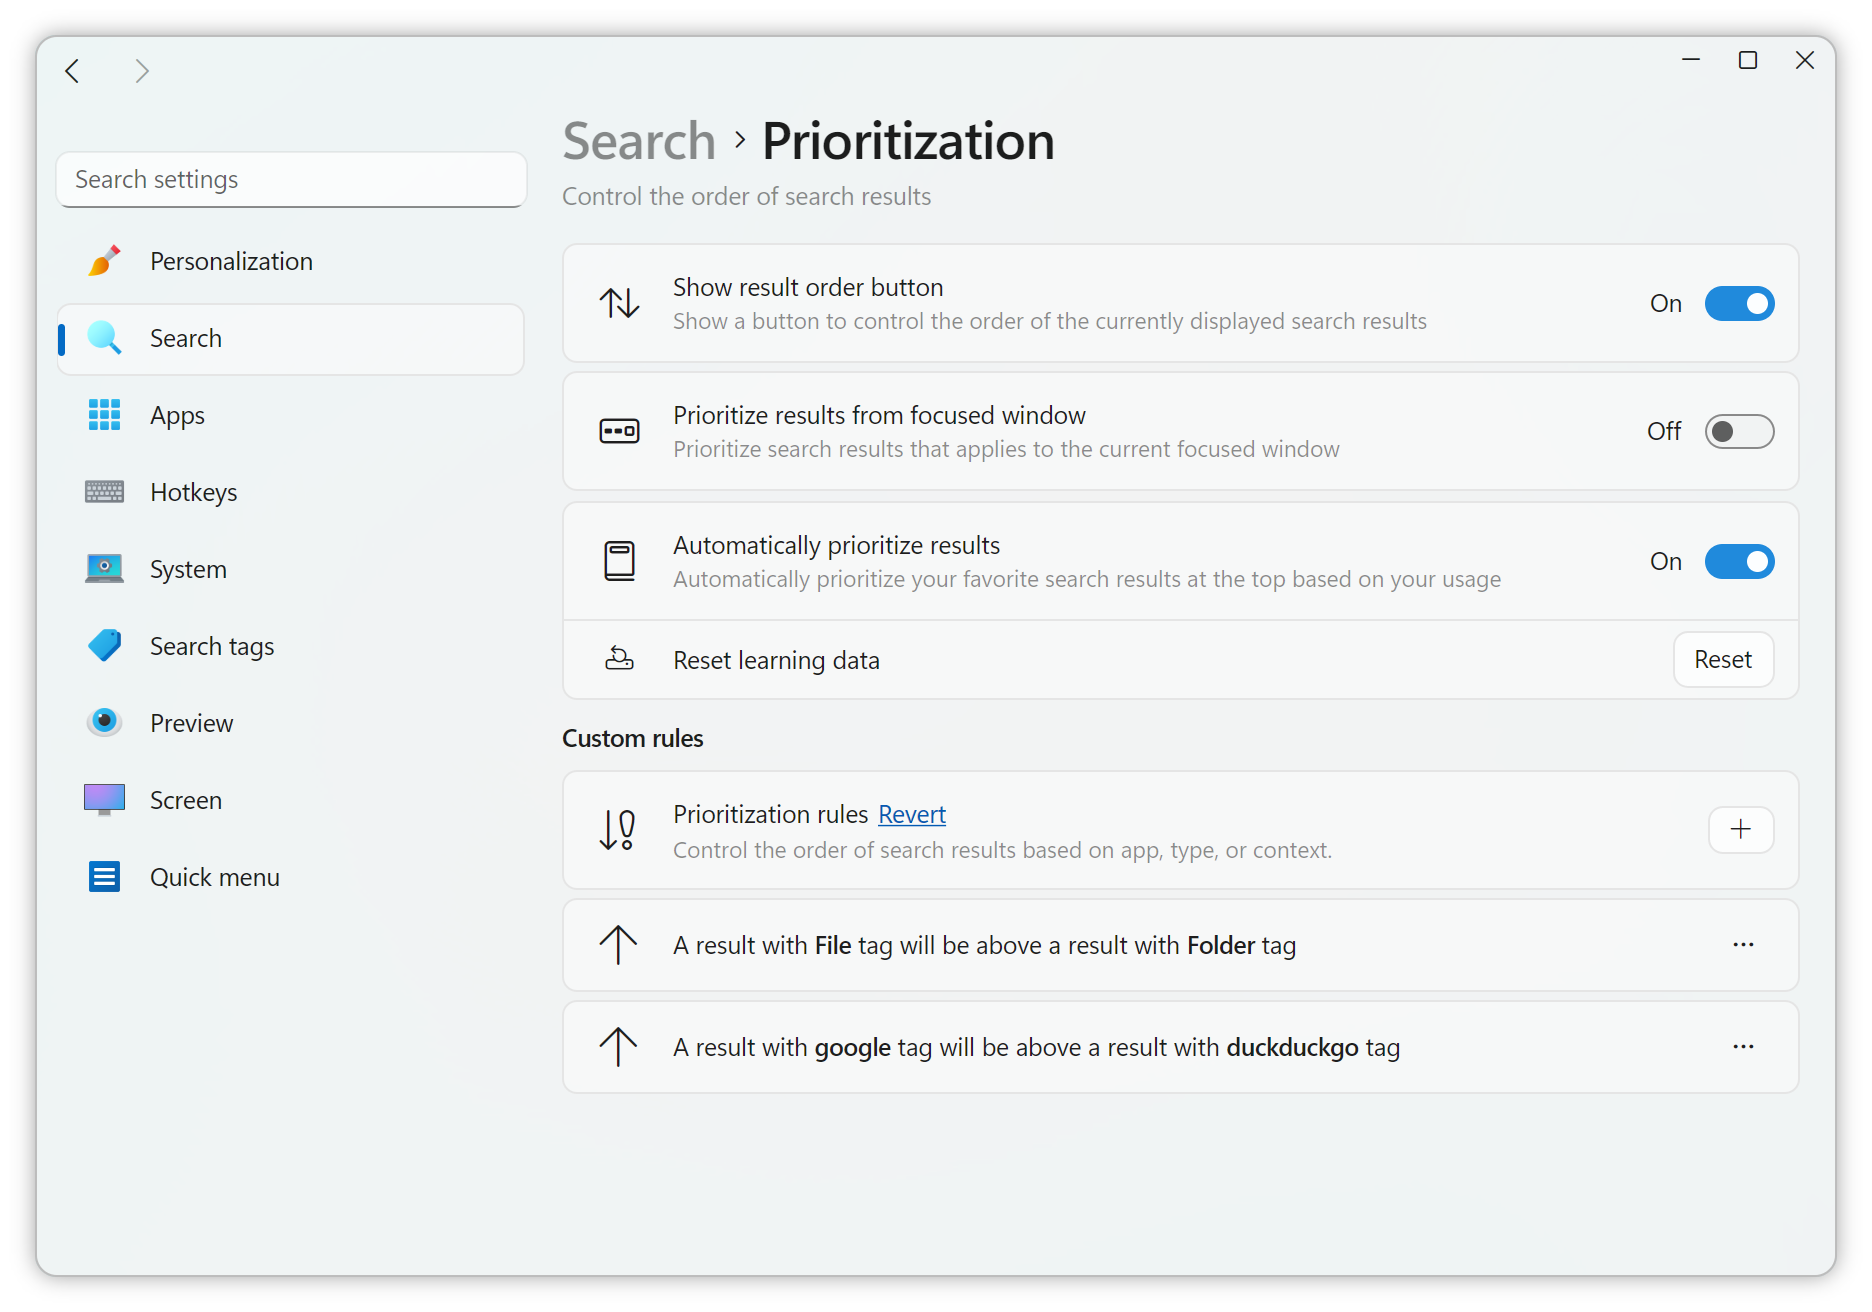 Search settings
Personalization
Search
Apps
Hotkeys
System
Search tags
Preview
Screen
Quick menu
Search › Prioritization
Control the order of search results
Show result order button
Show a button to control the order of the currently displayed search results
On
Prioritize results from focused window
Prioritize search results that applies to the current focused window
Off
Automatically prioritize results
Automatically prioritize your favorite search results at the top based on your usage
On
Reset learning data
Reset
Custom rules
Prioritization rules Revert
Control the order of search results based on app, type, or context.
A result with File tag will be above a result with Folder tag
A result with google tag will be above a result with duckduckgo tag